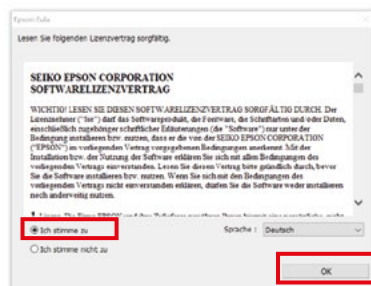 Epson Eula
Lesen Sie folgenden Lizenzvertrag sorgfältig.
SEIKO EPSON CORPORATION
SOFTWARELIZENZVERTRAG
WICHTIG! LESEN SIE DIESEN SOFTWARELIZENZVERTRAG SORGFÄLTIG DURCH. Der
Lizenznehmer ("Sie") darf das Softwareprodukt, die Fontware, die Schriftarten und/oder Daten,
einschließlich zugehöriger schriftlicher Erläuterungen (die "Software") nur unter der
Bedingung installieren bzw. nutzen, dass er die von der SEIKO EPSON CORPORATION
("EPSON") im vorliegenden Vertrag vorgegebenen Bedingungen anerkennt. Mit der
Installation bzw. der Nutzung der Software erklären Sie sich mit allen Bedingungen des
vorliegenden Vertrags einverstanden. Lesen Sie diesen Vertrag bitte gründlich durch, bevor
Sie die Software installieren bzw. nutzen. Wenn Sie sich mit den Bedingungen des
vorliegenden Vertrags nicht einverstanden erklären, dürfen Sie die Software weder installieren
noch anderweitig nutzen.
Ich stimme zu
Sprache : Deutsch
Ich stimme nicht zu
OK